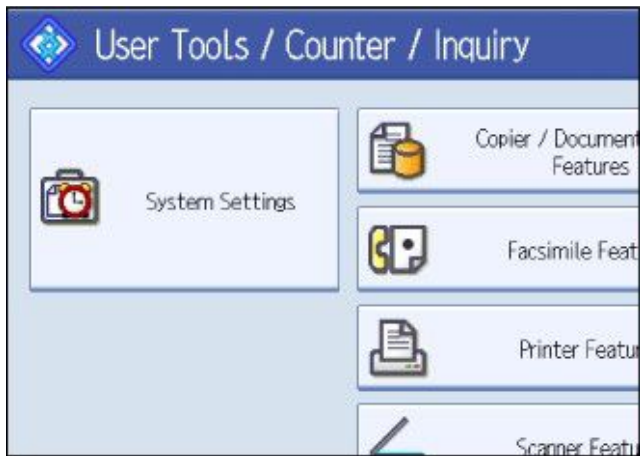 User Tools / Counter / Inquiry
System Settings
Copier / Document
Features
Facsimile Feat
Printer Featu
Scanner Featu